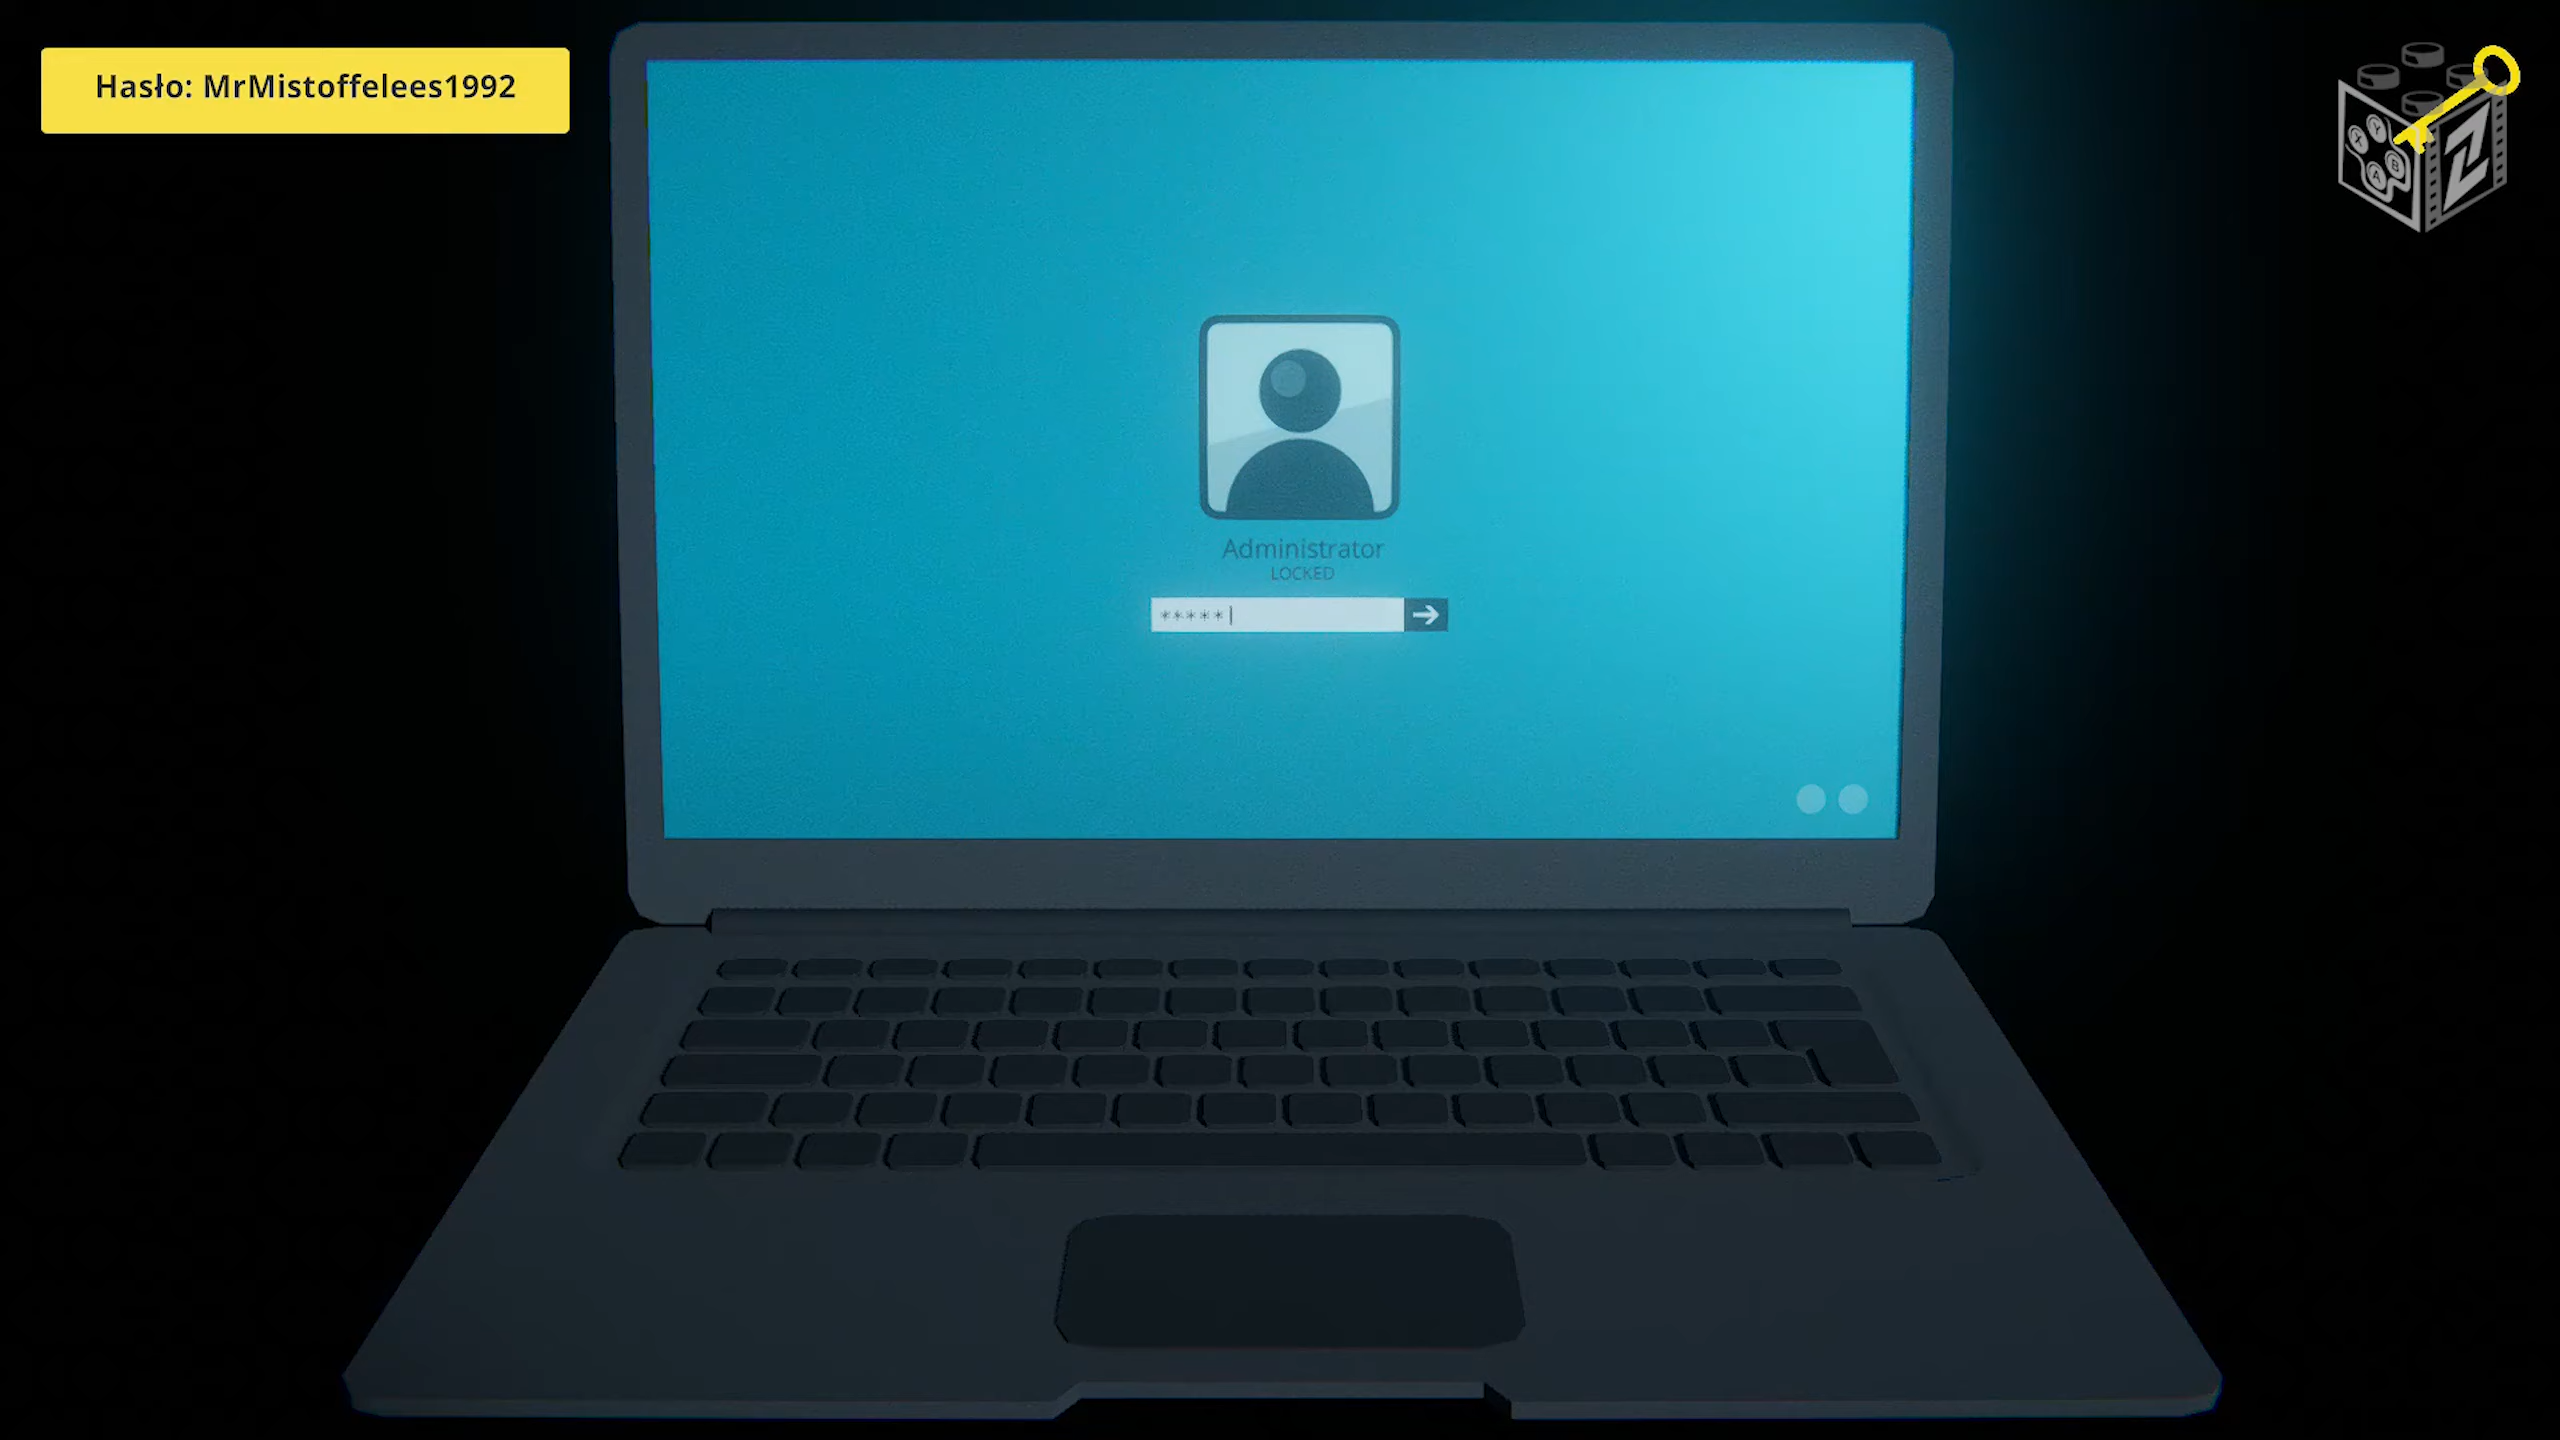 Hasło: MrMistoffelees1992
Administrator
LOCKED
*****
X Y B A
Z